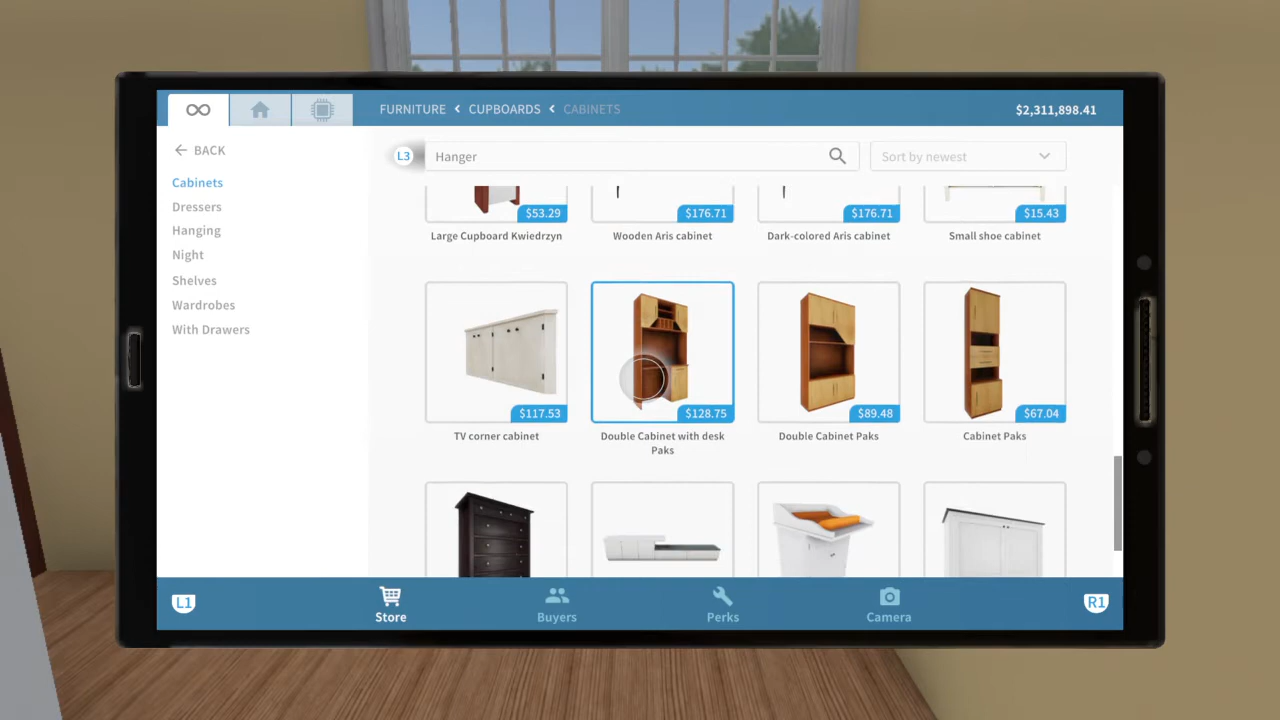 FURNITURE < CUPBOARDS < CABINETS
$2,311,898.41
BACK
L3
Hanger
Sort by newest
Cabinets
Dressers
Hanging
Night
Shelves
Wardrobes
With Drawers
$53.29
$176.71
$176.71
$15.43
Large Cupboard Kwiedrzyn
Wooden Aris cabinet
Dark-colored Aris cabinet
Small shoe cabinet
$117.53
$128.75
$89.48
$67.04
TV corner cabinet
Double Cabinet with desk
Paks
Double Cabinet Paks
Cabinet Paks
L1
Store
Buyers
Perks
Camera
R1